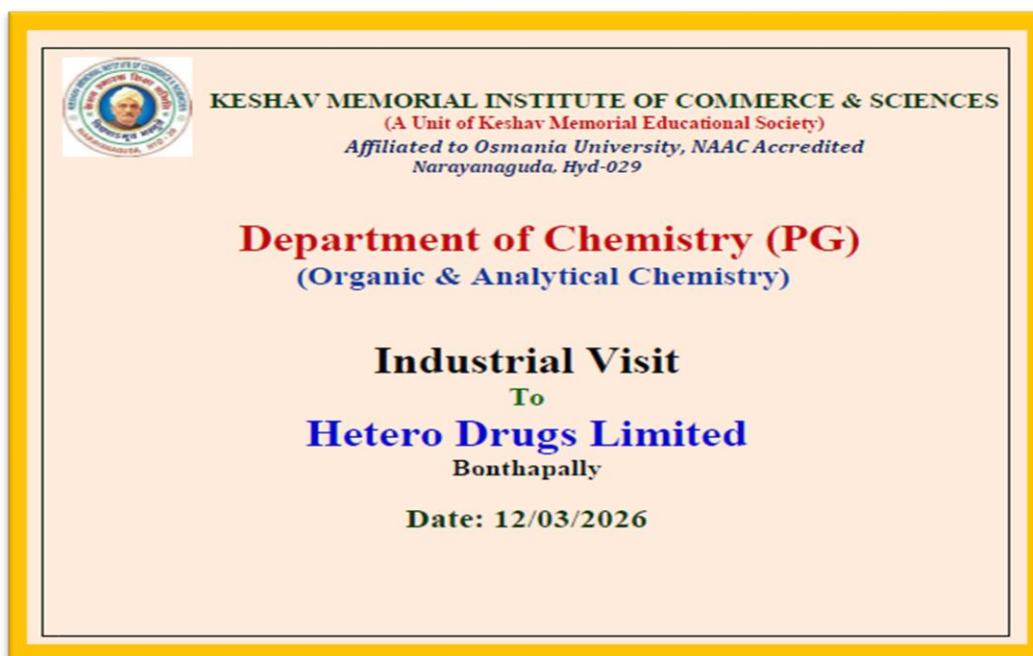 KESHAV MEMORIAL INSTITUTE OF COMMERCE & SCIENCES
(A Unit of Keshav Memorial Educational Society)
Affiliated to Osmania University, NAAC Accredited
Narayanaguda, Hyd-029
Department of Chemistry (PG)
(Organic & Analytical Chemistry)
Industrial Visit
To
Hetero Drugs Limited
Bonthapally
Date: 12/03/2026